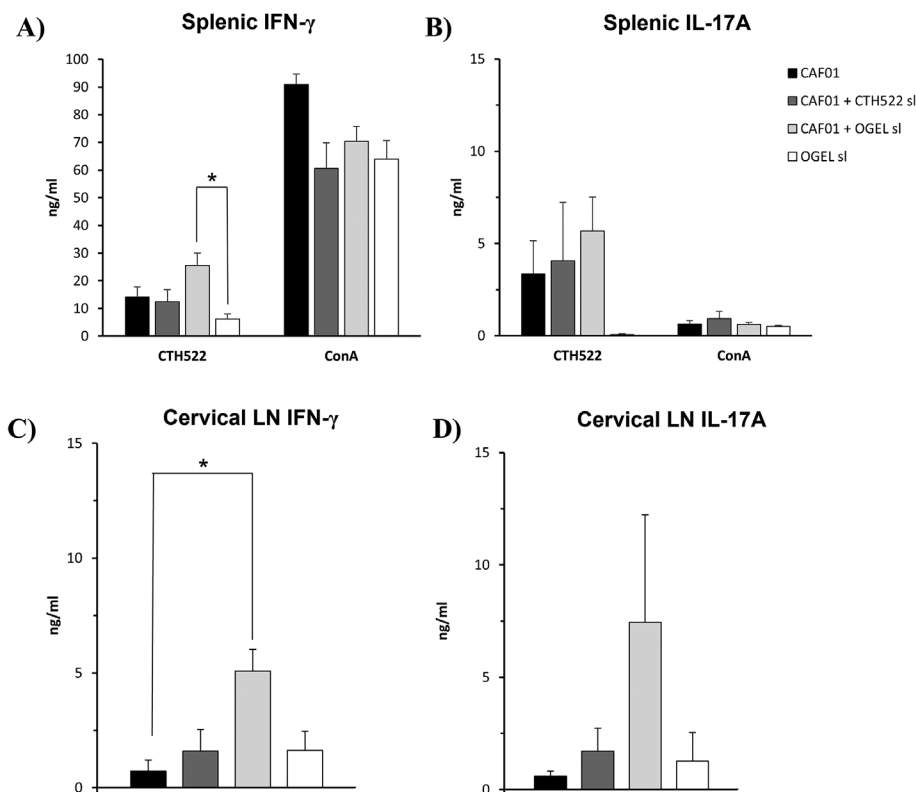 A)
Splenic IFN-γ
ng/ml
100
90
80
70
60
50
40
30
20
10
0
*
CTH522
ConA
B)
Splenic IL-17A
ng/ml
15
10
5
0
CTH522
ConA
CAF01
CAF01 + CTH522 sl
CAF01 + OGEL sl
OGEL sl
C)
Cervical LN IFN-γ
ng/ml
15
10
5
0
*
D)
Cervical LN IL-17A
ng/ml
15
10
5
0